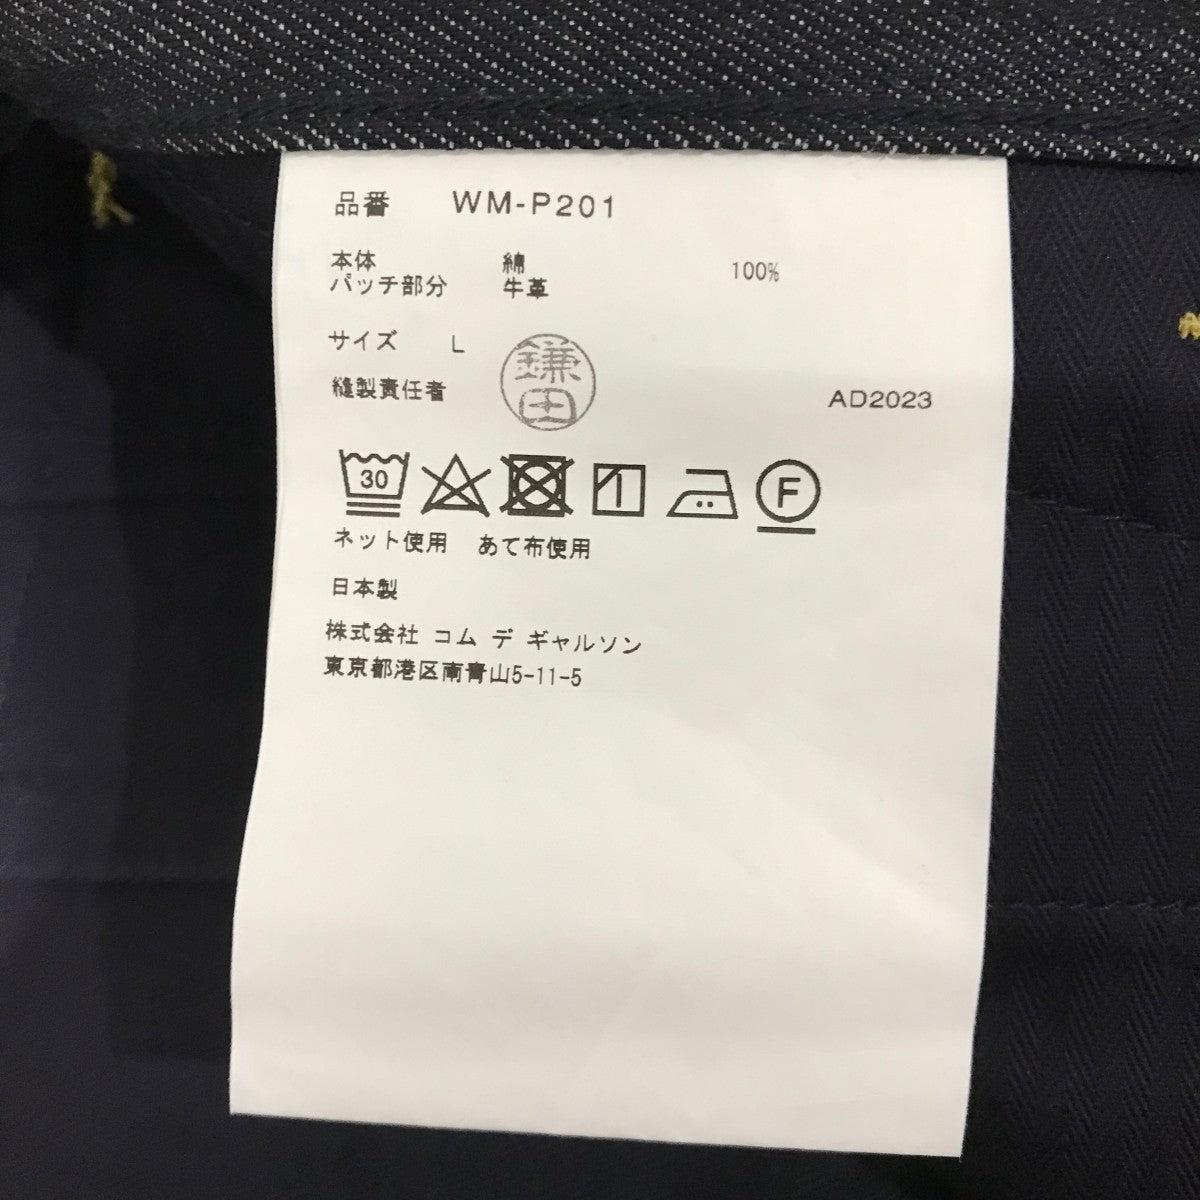 品番 WM-P201
本体 綿 100%
パッチ部分 牛革
サイズ L
縫製責任者 鎌田 AD2023
30 F
ネット使用 あて布使用
日本製
株式会社 コム デ ギャルソン
東京都港区南青山5-11-5